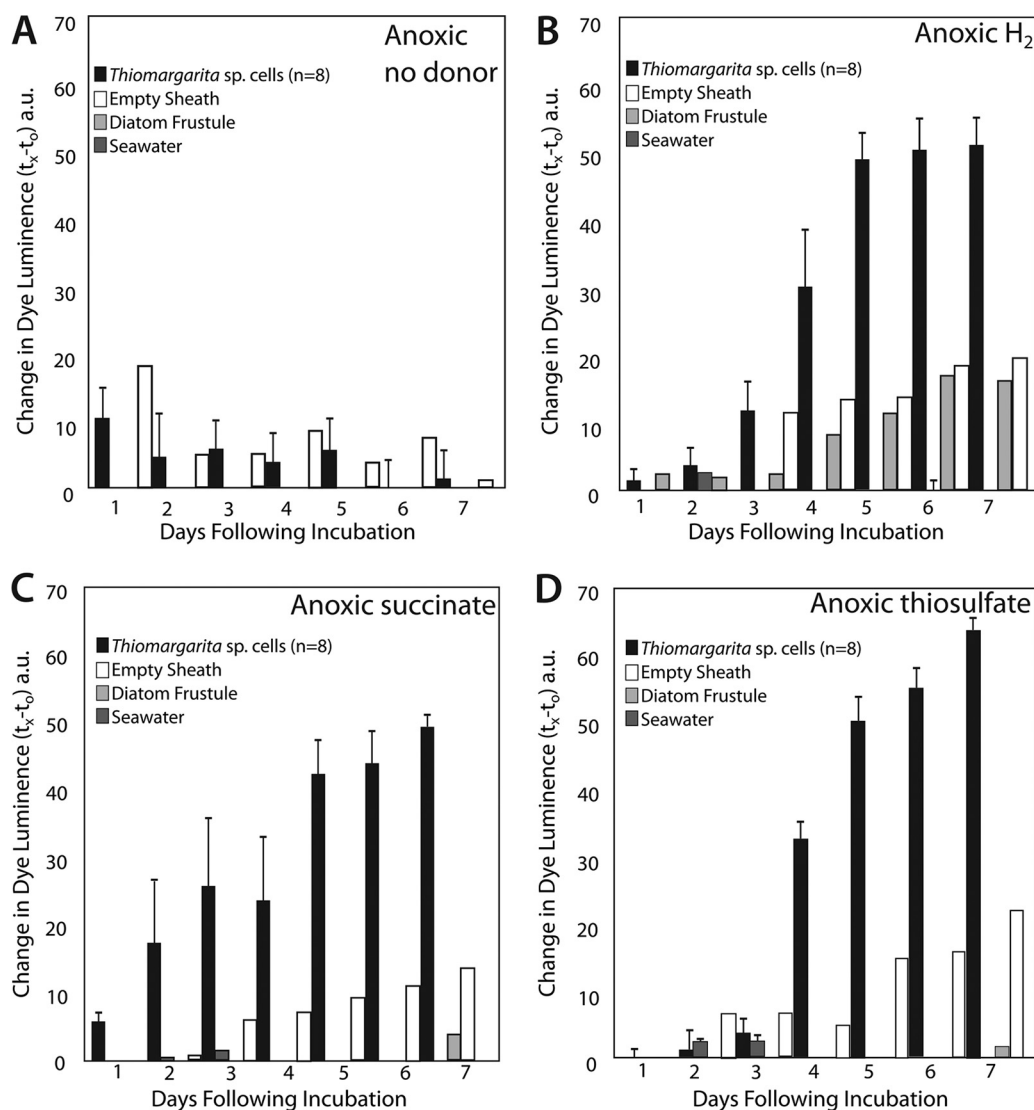 A
Anoxic
no donor
Thiomargarita sp. cells (n=8)
Empty Sheath
Diatom Frustule
Seawater
Change in Dye Luminence (tx-to) a.u.
70
60
50
40
30
20
10
0
1 2 3 4 5 6 7
Days Following Incubation
B
Anoxic H2
Thiomargarita sp. cells (n=8)
Empty Sheath
Diatom Frustule
Seawater
Change in Dye Luminence (tx-to) a.u.
70
60
50
40
30
20
10
0
1 2 3 4 5 6 7
Days Following Incubation
C
Anoxic succinate
Thiomargarita sp. cells (n=8)
Empty Sheath
Diatom Frustule
Seawater
Change in Dye Luminence (tx-to) a.u.
70
60
50
40
30
20
10
0
1 2 3 4 5 6 7
Days Following Incubation
D
Anoxic thiosulfate
Thiomargarita sp. cells (n=8)
Empty Sheath
Diatom Frustule
Seawater
Change in Dye Luminence (tx-to) a.u.
70
60
50
40
30
20
10
0
1 2 3 4 5 6 7
Days Following Incubation